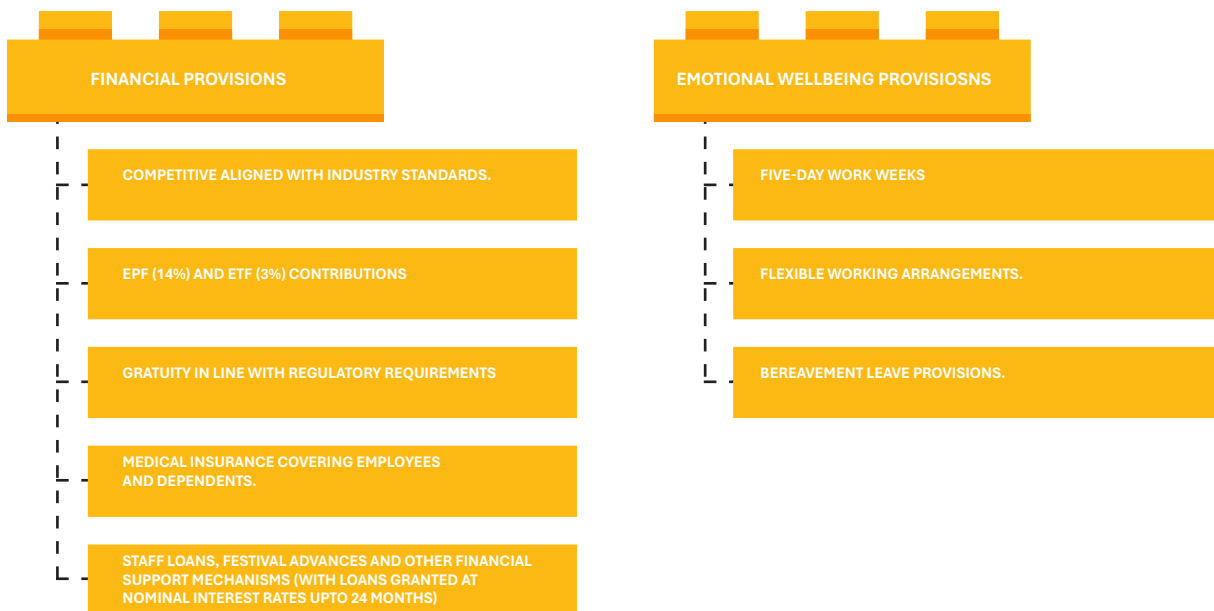 FINANCIAL PROVISIONS
COMPETITIVE ALIGNED WITH INDUSTRY STANDARDS.
EPF (14%) AND ETF (3%) CONTRIBUTIONS
GRATUITY IN LINE WITH REGULATORY REQUIREMENTS
MEDICAL INSURANCE COVERING EMPLOYEES
AND DEPENDENTS.
STAFF LOANS, FESTIVAL ADVANCES AND OTHER FINANCIAL
SUPPORT MECHANISMS (WITH LOANS GRANTED AT
NOMINAL INTEREST RATES UPTO 24 MONTHS)
EMOTIONAL WELLBEING PROVISIOSNS
FIVE-DAY WORK WEEKS
FLEXIBLE WORKING ARRANGEMENTS.
BEREAVEMENT LEAVE PROVISIONS.